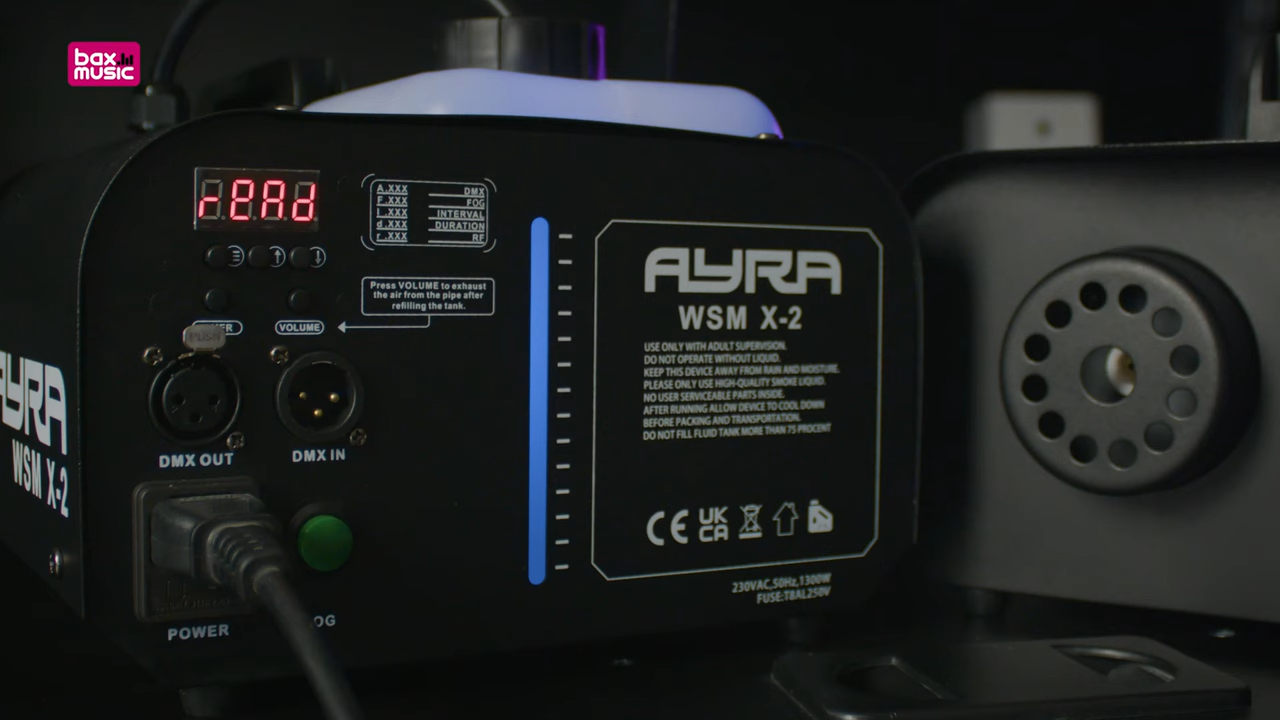 bax
MUSIC
rEAd
A.XXX DMX
F.XXX FOG
I.XXX INTERVAL
d.XXX DURATION
r.XXX RF
Press VOLUME to exhaust
the air from the pipe after
refilling the tank.
VOLUME
PUSH
DMX OUT
DMX IN
POWER
AYRA
WSM X-2
USE ONLY WITH ADULT SUPERVISION.
DO NOT OPERATE WITHOUT LIQUID.
KEEP THIS DEVICE AWAY FROM RAIN AND MOISTURE.
PLEASE ONLY USE HIGH-QUALITY SMOKE LIQUID.
NO USER SERVICEABLE PARTS INSIDE.
AFTER RUNNING ALLOW DEVICE TO COOL DOWN
BEFORE PACKING AND TRANSPORTATION.
DO NOT FILL FLUID TANK MORE THAN 75 PROCENT
CE UK
CA
230VAC,50Hz,1300W
FUSE:T8AL250V
AYRA
WSM X-2